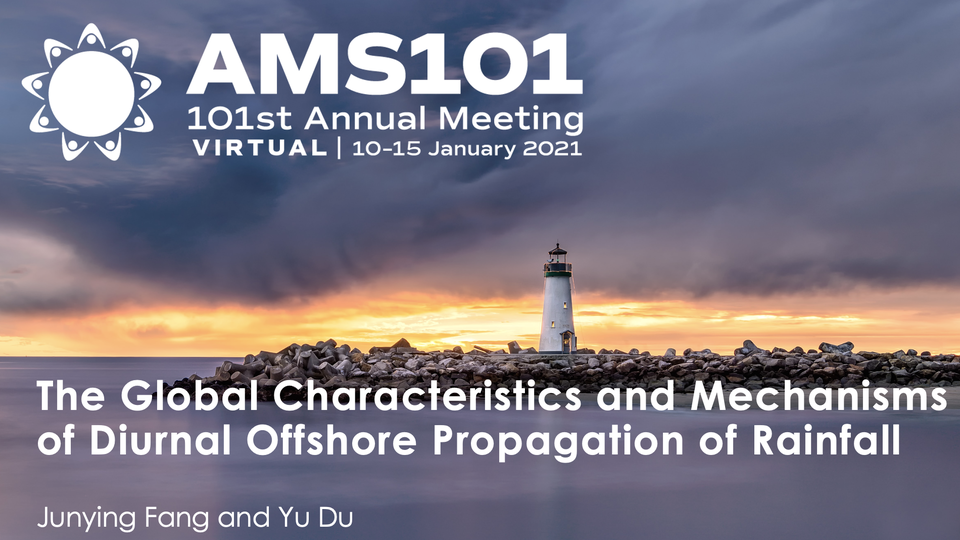 AMS101
101st Annual Meeting
VIRTUAL | 10-15 January 2021
The Global Characteristics and Mechanisms
of Diurnal Offshore Propagation of Rainfall
Junying Fang and Yu Du